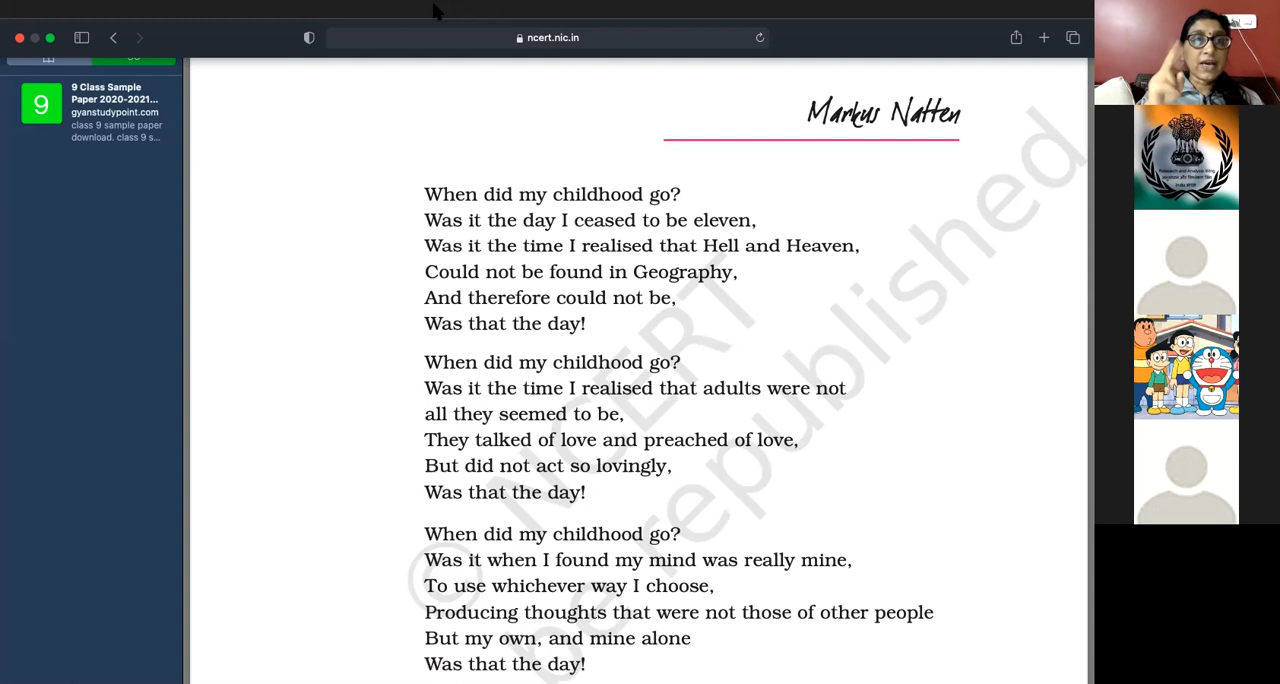 ncert.nic.in
9 Class Sample
Paper 2020-2021...
gyanstudypoint.com
class 9 sample paper
download. class 9 s...
9
Markus Natten
When did my childhood go?
Was it the day I ceased to be eleven,
Was it the time I realised that Hell and Heaven,
Could not be found in Geography,
And therefore could not be,
Was that the day!
When did my childhood go?
Was it the time I realised that adults were not
all they seemed to be,
They talked of love and preached of love,
But did not act so lovingly,
Was that the day!
When did my childhood go?
Was it when I found my mind was really mine,
To use whichever way I choose,
Producing thoughts that were not those of other people
But my own, and mine alone
Was that the day!
© NCERT
be republished